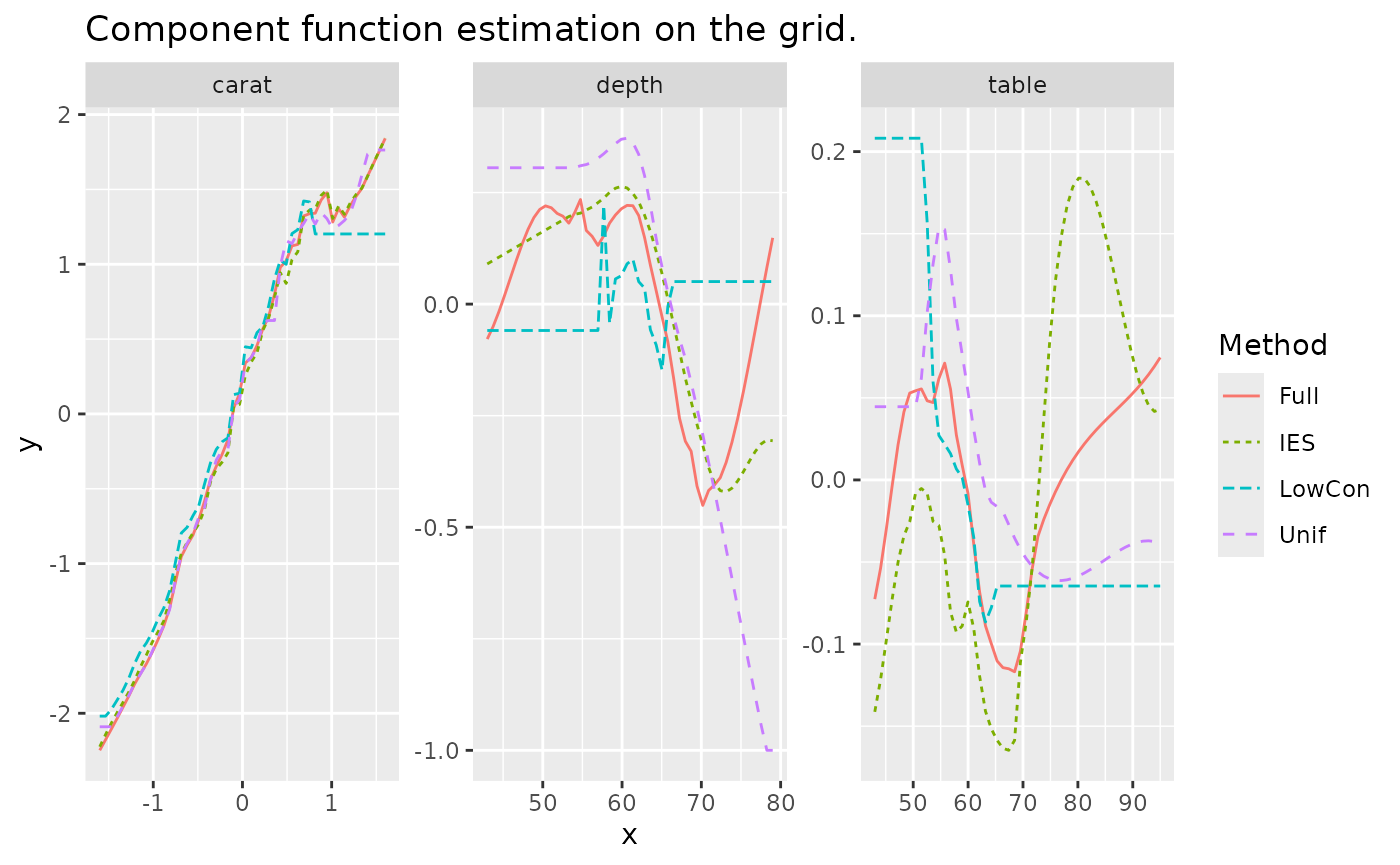 Component function estimation on the grid.
carat
depth
table
y
2
1
0
-1
-2
0.0
-0.5
-1.0
0.2
0.1
0.0
-0.1
-1 0 1
50 60 70 80
50 60 70 80 90
x
Method
Full
IES
LowCon
Unif